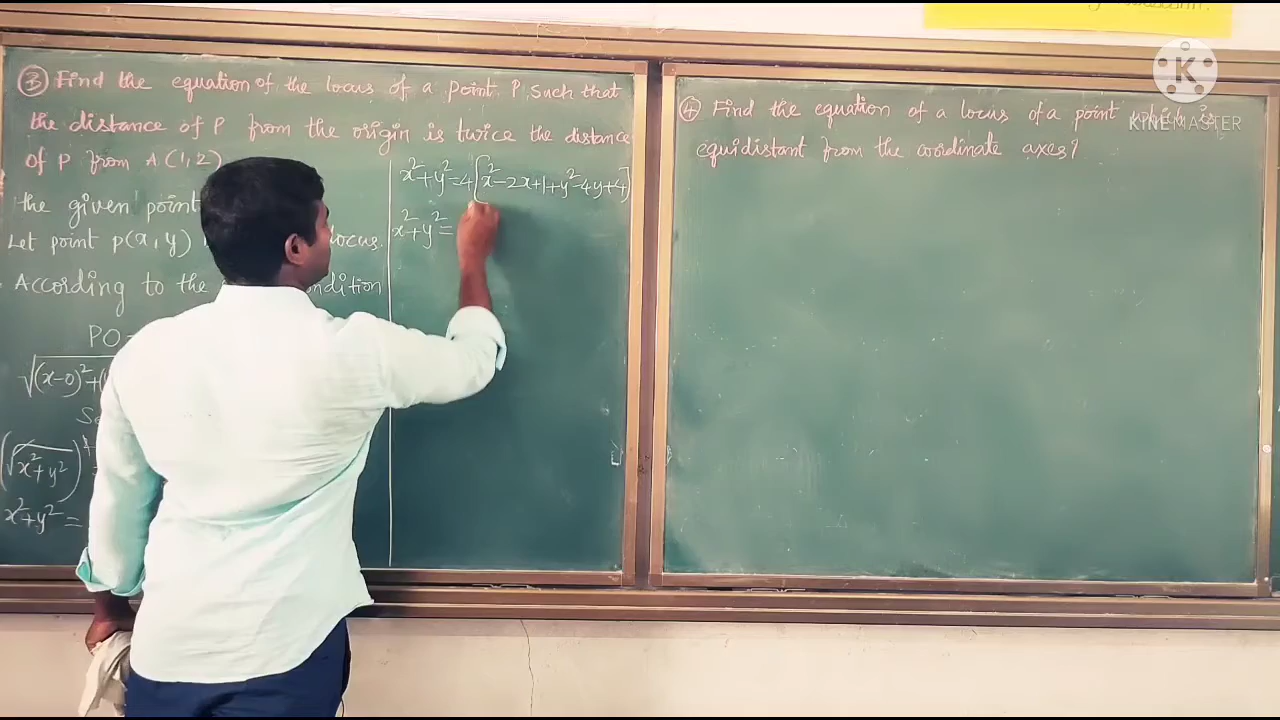 ③ Find the equation of the locus of a point P such that
the distance of P from the origin is twice the distance
of P from A(1,2)
the given point
Let point p(x,y) locus.
According to the condition
PO=
√(x-0)²+(
(√x²+y²)²
x²+y²=
x²+y²=4[x²-2x+1+y²-4y+4]
x²+y²=
④ Find the equation of a locus of a point which is
equidistant from the coordinate axes?
K
KINEMASTER